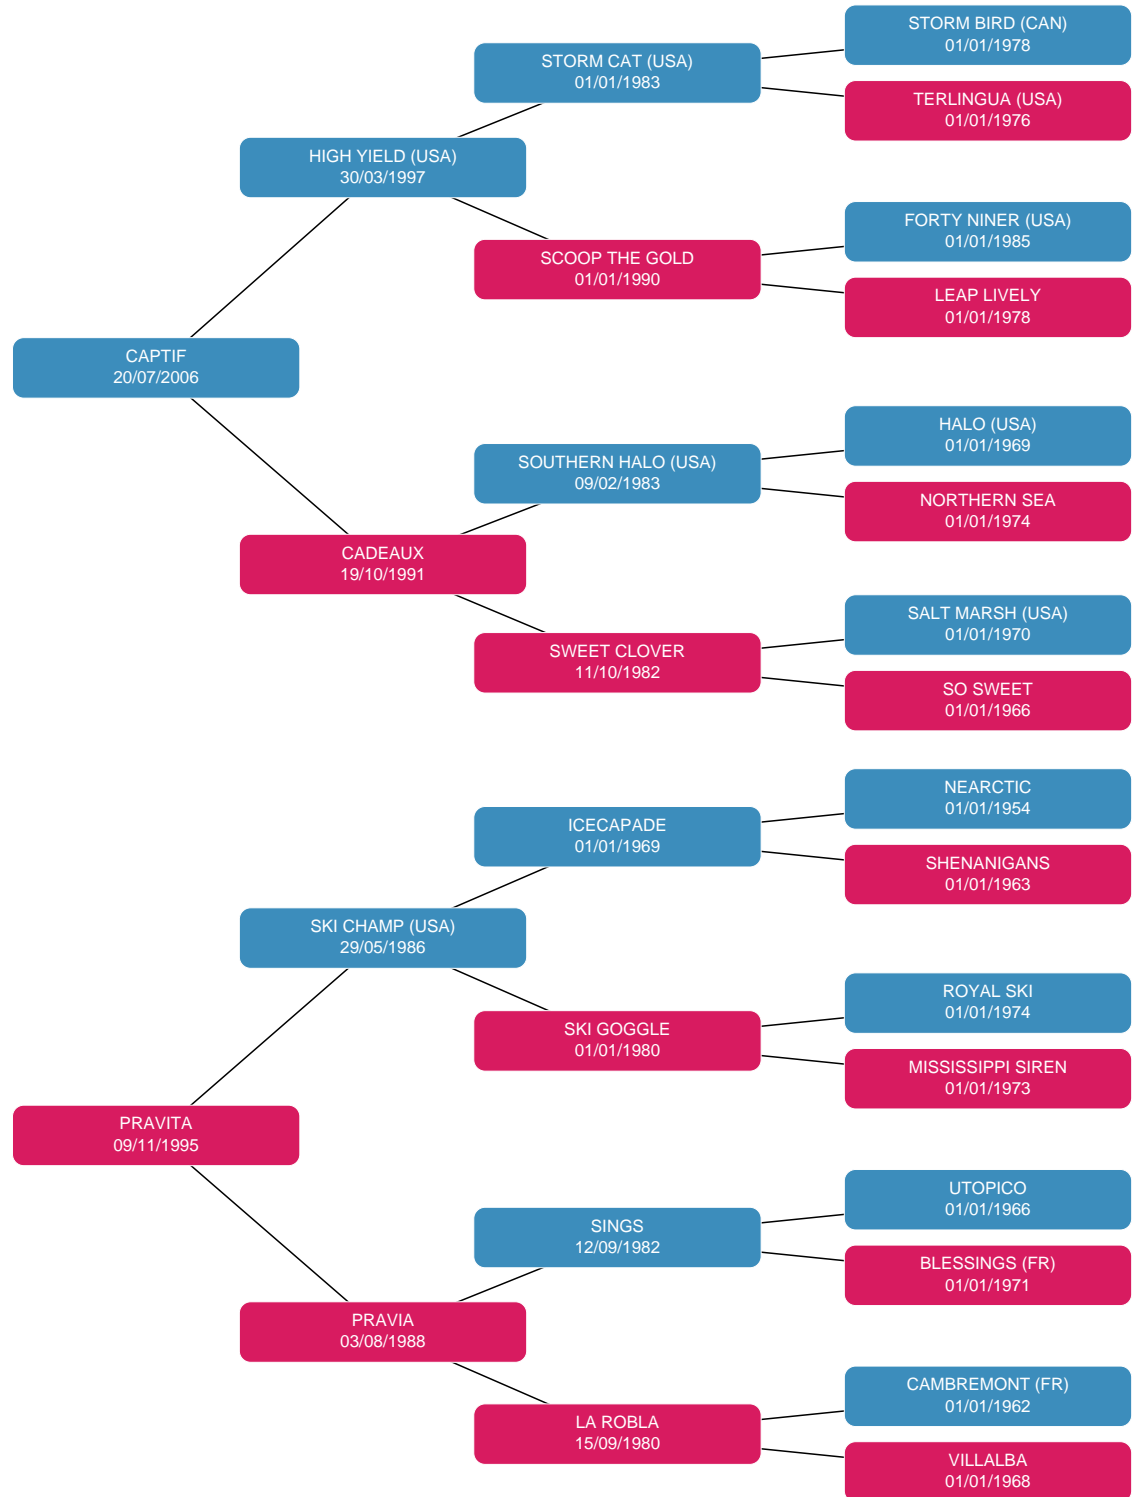 STORM BIRD (CAN)
01/01/1978
STORM CAT (USA)
01/01/1983
TERLINGUA (USA)
01/01/1976
HIGH YIELD (USA)
30/03/1997
FORTY NINER (USA)
01/01/1985
SCOOP THE GOLD
01/01/1990
LEAP LIVELY
01/01/1978
CAPTIF
20/07/2006
HALO (USA)
01/01/1969
SOUTHERN HALO (USA)
09/02/1983
NORTHERN SEA
01/01/1974
CADEAUX
19/10/1991
SALT MARSH (USA)
01/01/1970
SWEET CLOVER
11/10/1982
SO SWEET
01/01/1966
NEARCTIC
01/01/1954
ICECAPADE
01/01/1969
SHENANIGANS
01/01/1963
SKI CHAMP (USA)
29/05/1986
ROYAL SKI
01/01/1974
SKI GOGGLE
01/01/1980
MISSISSIPPI SIREN
01/01/1973
PRAVITA
09/11/1995
UTOPICO
01/01/1966
SINGS
12/09/1982
BLESSINGS (FR)
01/01/1971
PRAVIA
03/08/1988
CAMBREMONT (FR)
01/01/1962
LA ROBLA
15/09/1980
VILLALBA
01/01/1968